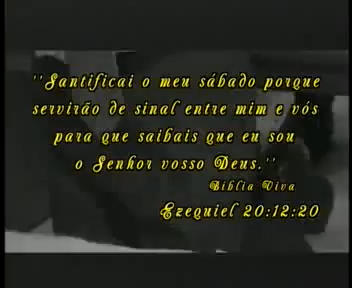 "Santificai o meu sábado porque
servirão de sinal entre mim e vós
para que saibais que eu sou
o Senhor vosso Deus."
Bíblia Viva
Ezequiel 20:12:20